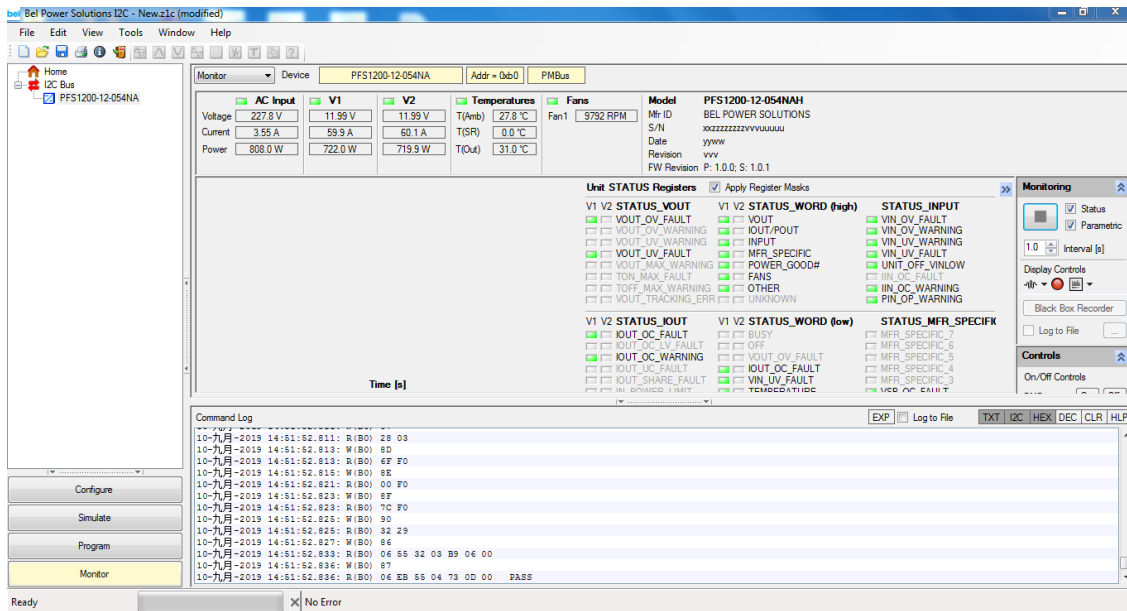 bel Bel Power Solutions I2C - New.z1c (modified)
File Edit View Tools Window Help
Home
I2C Bus
PFS1200-12-054NA
Monitor Device PFS1200-12-054NA Addr = 0xb0 PMBus
AC Input V1 V2 Temperatures Fans
Voltage 227.8 V 11.99 V 11.99 V T(Amb) 27.8 °C Fan1 9792 RPM
Current 3.55 A 59.9 A 60.1 A T(SR) 0.0 °C
Power 808.0 W 722.0 W 719.9 W T(Out) 31.0 °C
Model PFS1200-12-054NAH
Mfr ID BEL POWER SOLUTIONS
S/N xxzzzzzzzvvvuuuuu
Date yyww
Revision vvv
FW Revision P: 1.0.0; S: 1.0.1
Time [s]
Unit STATUS Registers Apply Register Masks
V1 V2 STATUS_VOUT
VOUT_OV_FAULT
VOUT_OV_WARNING
VOUT_UV_WARNING
VOUT_UV_FAULT
VOUT_MAX_WARNING
TON_MAX_FAULT
TOFF_MAX_WARNING
VOUT_TRACKING_ERR
V1 V2 STATUS_WORD (high)
VOUT
IOUT/POUT
INPUT
MFR_SPECIFIC
POWER_GOOD#
FANS
OTHER
UNKNOWN
STATUS_INPUT
VIN_OV_FAULT
VIN_OV_WARNING
VIN_UV_WARNING
VIN_UV_FAULT
UNIT_OFF_VINLOW
IIN_OC_FAULT
IIN_OC_WARNING
PIN_OP_WARNING
V1 V2 STATUS_IOUT
IOUT_OC_FAULT
IOUT_OC_LV_FAULT
IOUT_OC_WARNING
IOUT_UC_FAULT
IOUT_SHARE_FAULT
IN_POWER_LIMIT
V1 V2 STATUS_WORD (low)
BUSY
OFF
VOUT_OV_FAULT
IOUT_OC_FAULT
VIN_UV_FAULT
TEMPERATURE
STATUS_MFR_SPECIFIC
MFR_SPECIFIC_7
MFR_SPECIFIC_6
MFR_SPECIFIC_5
MFR_SPECIFIC_4
MFR_SPECIFIC_3
VSB_OC_FAULT
Monitoring
Status
Parametric
1.0 Interval [s]
Display Controls
Black Box Recorder
Log to File ...
Controls
On/Off Controls
Command Log EXP Log to File TXT I2C HEX DEC CLR HLP
10-九月-2019 14:51:52.811: R(B0) 28 03
10-九月-2019 14:51:52.813: W(B0) 8D
10-九月-2019 14:51:52.813: R(B0) 6F F0
10-九月-2019 14:51:52.815: W(B0) 8E
10-九月-2019 14:51:52.821: R(B0) 00 F0
10-九月-2019 14:51:52.823: W(B0) 8F
10-九月-2019 14:51:52.823: R(B0) 7C F0
10-九月-2019 14:51:52.825: W(B0) 90
10-九月-2019 14:51:52.825: R(B0) 32 29
10-九月-2019 14:51:52.827: W(B0) 86
10-九月-2019 14:51:52.833: R(B0) 06 55 32 03 B9 06 00
10-九月-2019 14:51:52.836: W(B0) 87
10-九月-2019 14:51:52.836: R(B0) 06 EB 55 04 73 0D 00 PASS
Configure
Simulate
Program
Monitor
Ready No Error